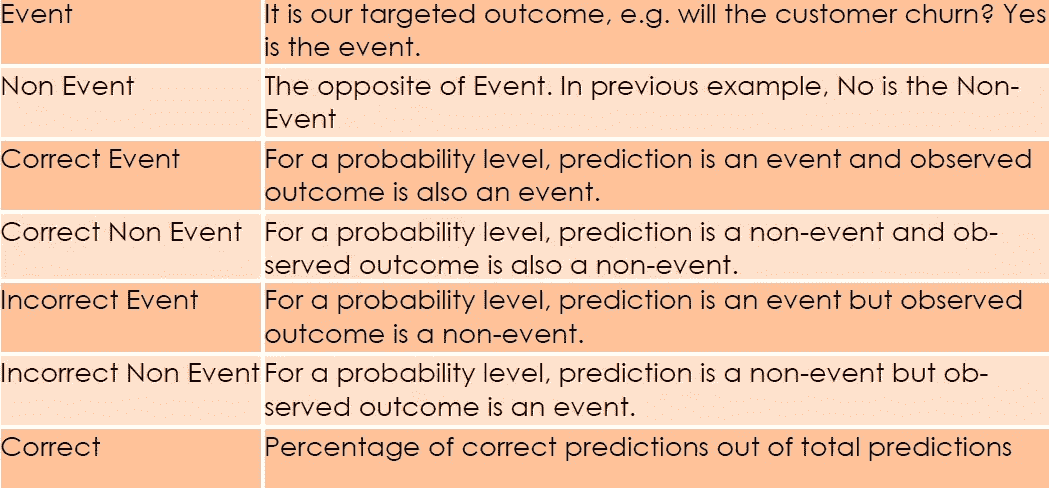 Event
It is our targeted outcome, e.g. will the customer churn? Yes
is the event.
Non Event
The opposite of Event. In previous example, No is the Non-
Event
Correct Event
For a probability level, prediction is an event and observed
outcome is also an event.
Correct Non Event
For a probability level, prediction is a non-event and ob-
served outcome is also a non-event.
Incorrect Event
For a probability level, prediction is an event but observed
outcome is a non-event.
Incorrect Non Event
For a probability level, prediction is a non-event but ob-
served outcome is an event.
Correct
Percentage of correct predictions out of total predictions